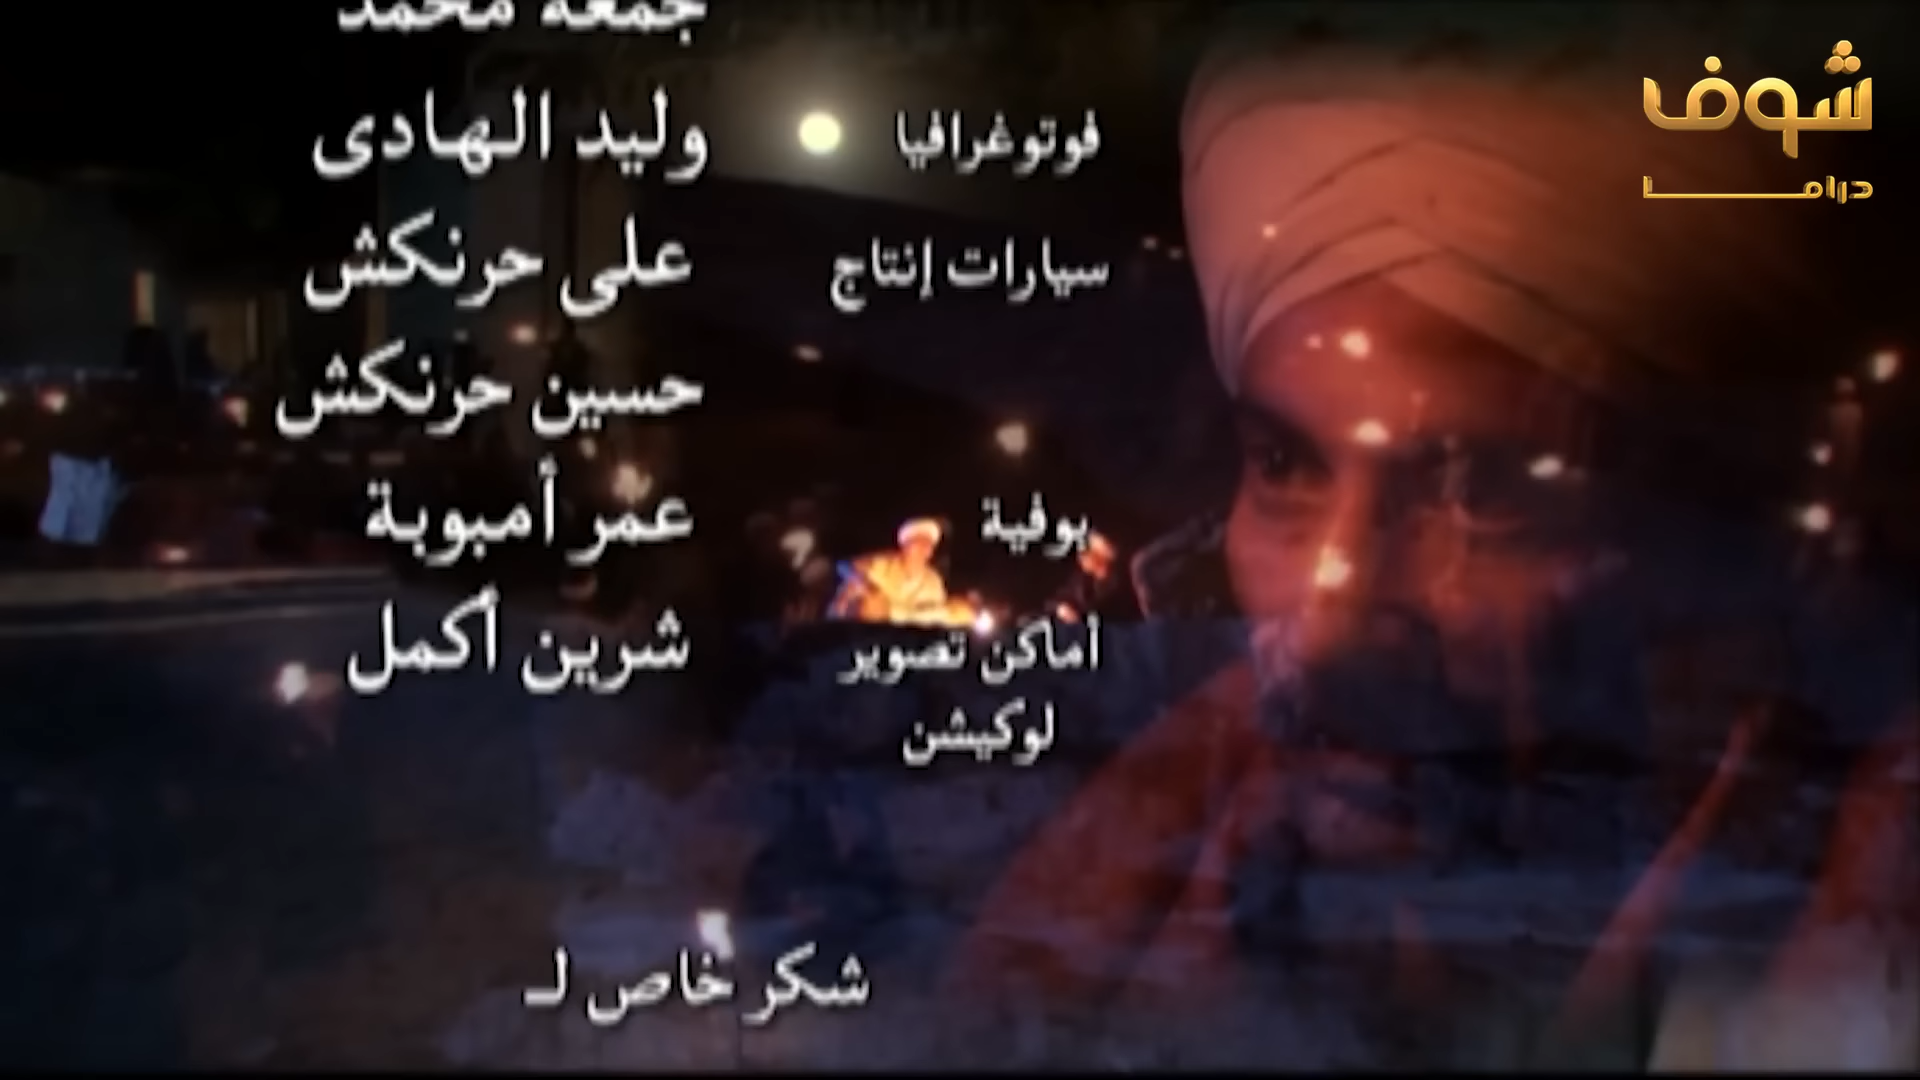 جمعة محمد
فوتوغرافيا وليد الهادى
سيارات إنتاج على حرنكش
حسين حرنكش
بوفية عمر أمبوبة
أماكن تصوير شرين أكمل
لوكيشن
شكر خاص لـ
شوف
دراما